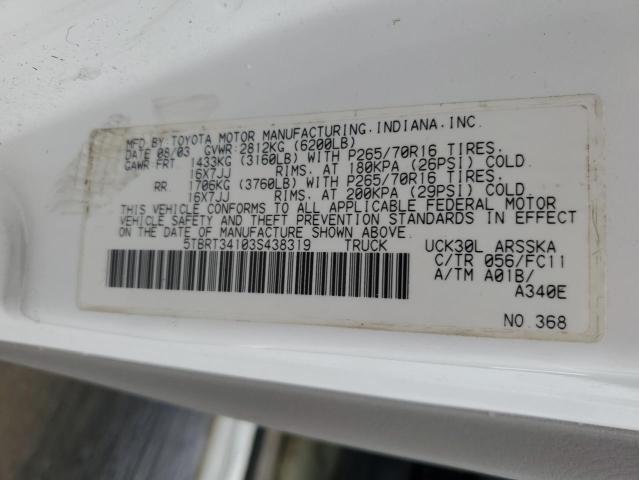 MFD. BY TOYOTA MOTOR MANUFACTURING, INDIANA, INC.
DATE 08/03 GVWR 2812KG (6200LB)
GAWR FRT 1433KG (3160LB) WITH P265/70R16 TIRES.
16X7JJ RIMS. AT 180KPA (26PSI) COLD.
RR. 1706KG (3760LB) WITH P265/70R16 TIRES.
16X7JJ RIMS. AT 200KPA (29PSI) COLD.
THIS VEHICLE CONFORMS TO ALL APPLICABLE FEDERAL MOTOR
VEHICLE SAFETY AND THEFT PREVENTION STANDARDS IN EFFECT
ON THE DATE OF MANUFACTURE SHOWN ABOVE.
5TBRT34103S438319 TRUCK UCK30L ARSSKA
C/TR 056/FC11
A/TM A01B/
A340E
NO.368